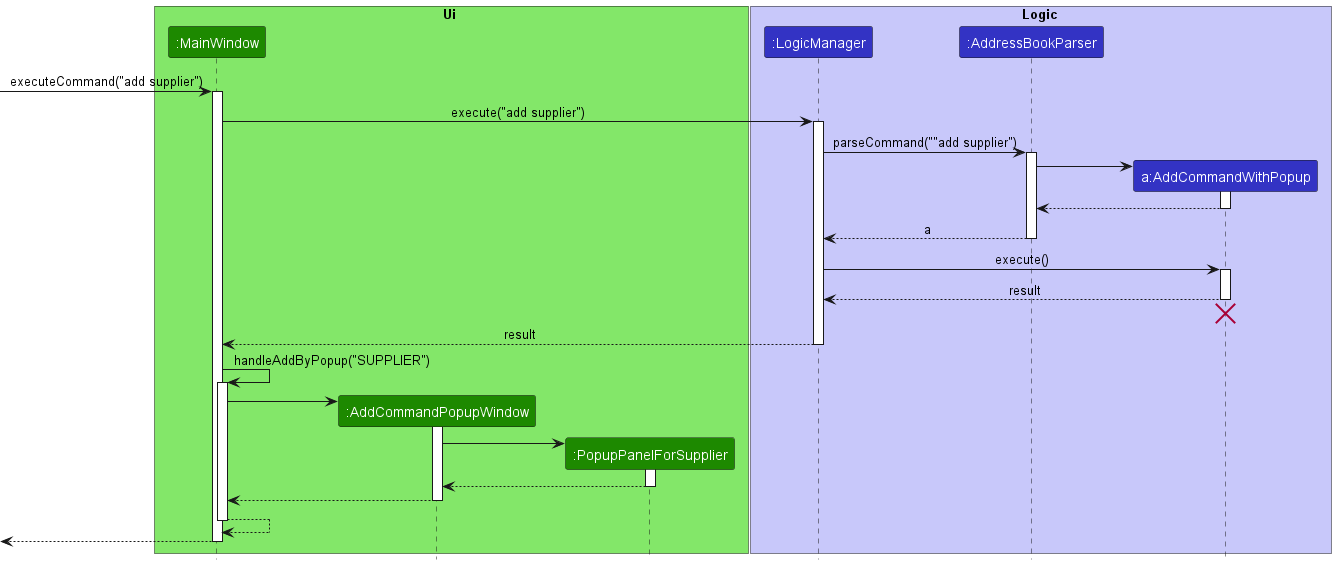 Ui
Logic
:MainWindow
:LogicManager
:AddressBookParser
executeCommand("add supplier")
execute("add supplier")
parseCommand(""add supplier")
a:AddCommandWithPopup
a
execute()
result
result
handleAddByPopup("SUPPLIER")
:AddCommandPopupWindow
:PopupPanelForSupplier